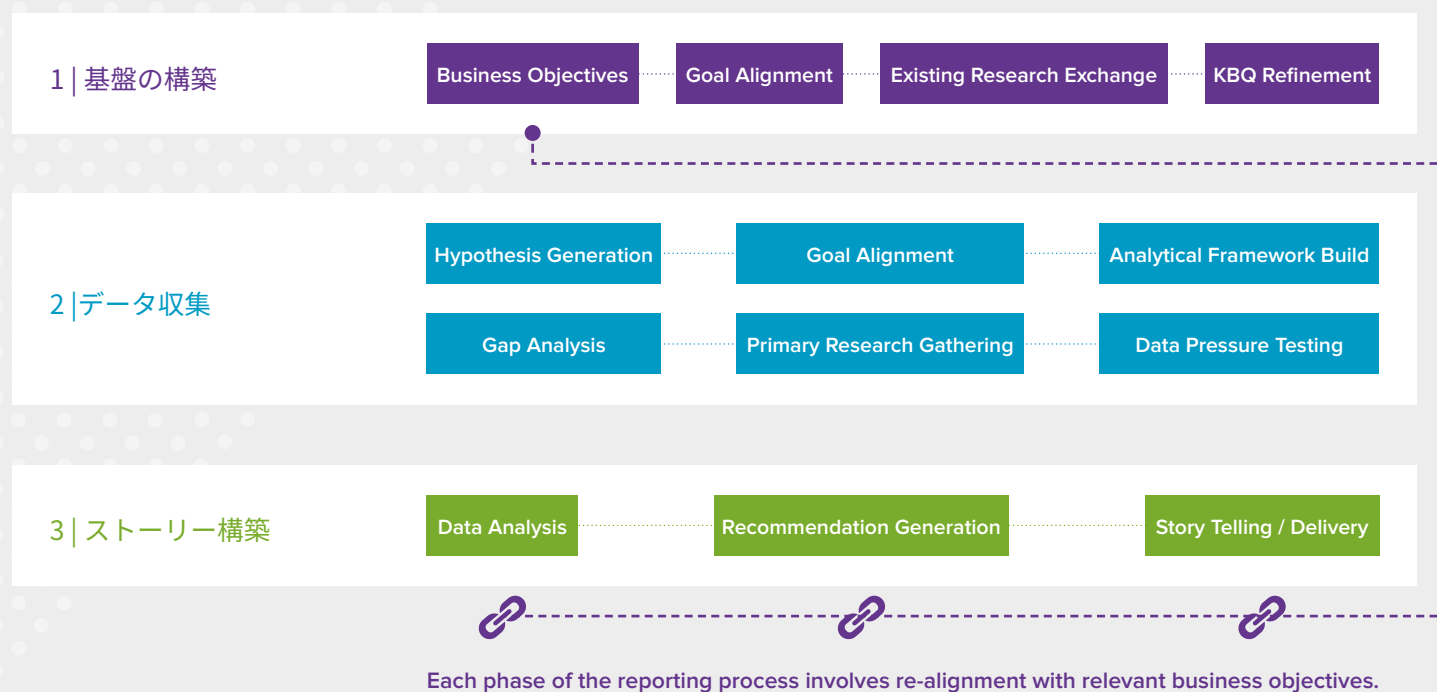 1 | 基盤の構築
Business Objectives
Goal Alignment
Existing Research Exchange
KBQ Refinement
2 |データ収集
Hypothesis Generation
Goal Alignment
Analytical Framework Build
Gap Analysis
Primary Research Gathering
Data Pressure Testing
3 | ストーリー構築
Data Analysis
Recommendation Generation
Story Telling / Delivery
Each phase of the reporting process involves re-alignment with relevant business objectives.